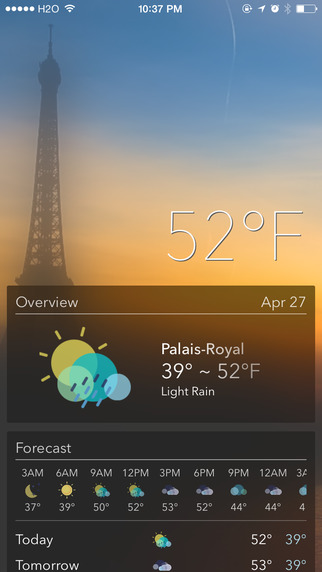 H2O 10:37 PM
52°F
Overview Apr 27
Palais-Royal
39° ~ 52°F
Light Rain
Forecast
3AM 6AM 9AM 12PM 3PM 6PM 9PM 12AM 3A
37° 39° 50° 52° 53° 52° 44° 44° 4
Today 52° 39°
Tomorrow 53° 39°